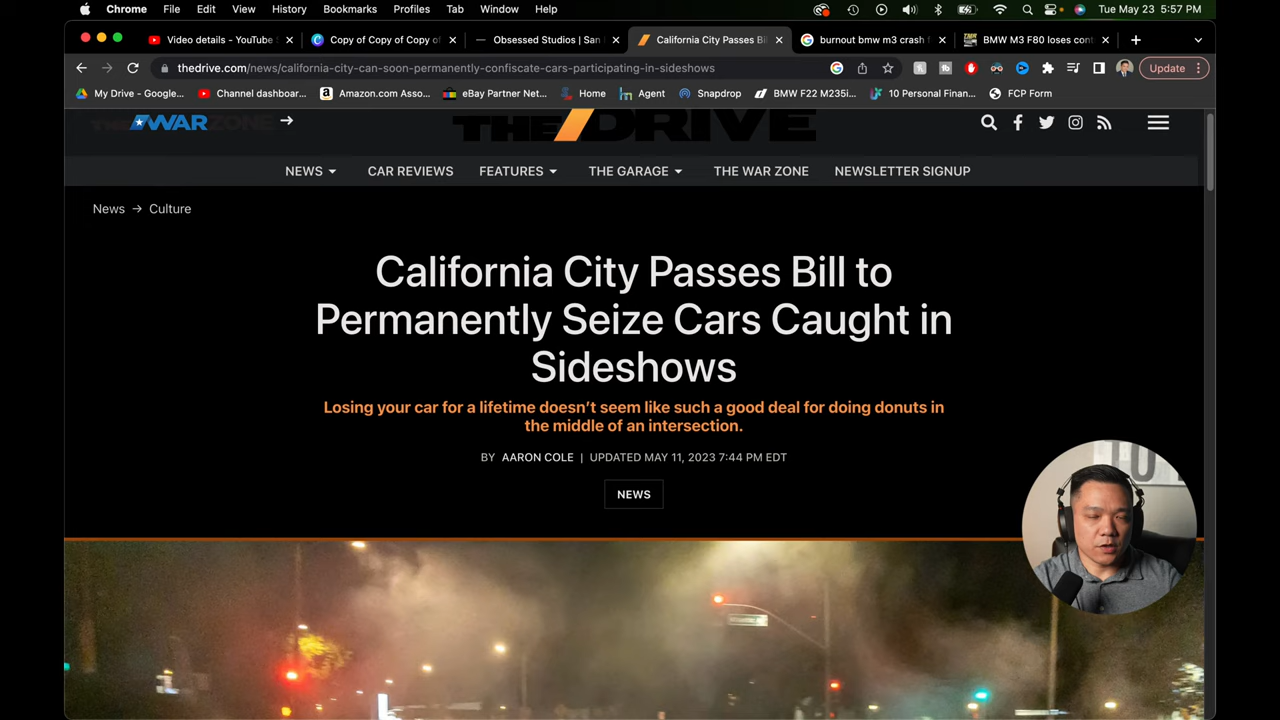 Chrome File Edit View History Bookmarks Profiles Tab Window Help Tue May 23 5:57 PM
Video details - YouTube Copy of Copy of Copy of Obsessed Studios | San California City Passes Bil burnout bmw m3 crash BMW M3 F80 loses cont
thedrive.com/news/california-city-can-soon-permanently-confiscate-cars-participating-in-sideshows Update
My Drive - Google... Channel dashboar... Amazon.com Asso... eBay Partner Net... Home Agent Snapdrop BMW F22 M235i... 10 Personal Finan... FCP Form
THE WAR ZONE THE DRIVE
NEWS CAR REVIEWS FEATURES THE GARAGE THE WAR ZONE NEWSLETTER SIGNUP
News → Culture
California City Passes Bill to
Permanently Seize Cars Caught in
Sideshows
Losing your car for a lifetime doesn't seem like such a good deal for doing donuts in
the middle of an intersection.
BY AARON COLE | UPDATED MAY 11, 2023 7:44 PM EDT
NEWS